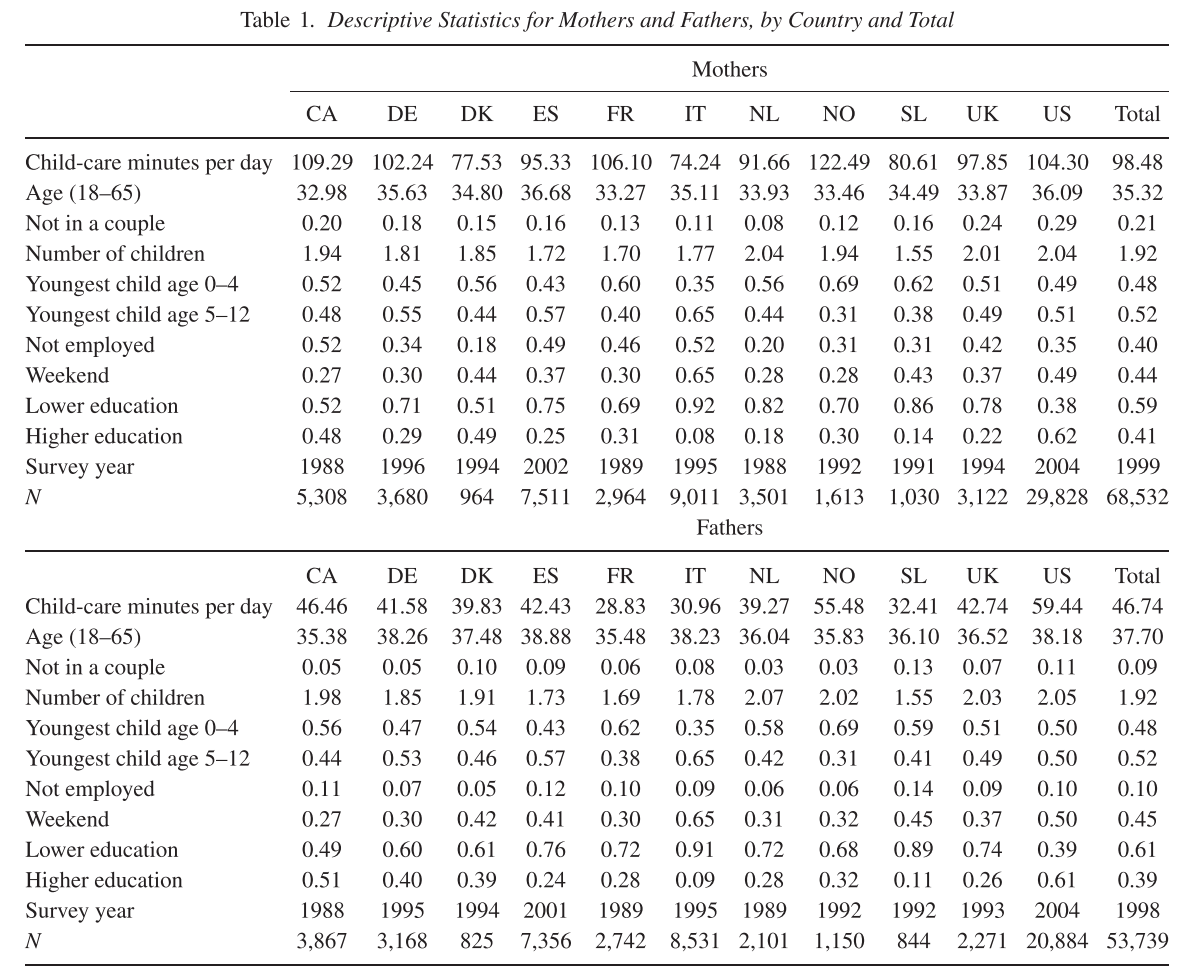 Table 1. Descriptive Statistics for Mothers and Fathers, by Country and Total
Mothers
CA DE DK ES FR IT NL NO SL UK US Total
Child-care minutes per day 109.29 102.24 77.53 95.33 106.10 74.24 91.66 122.49 80.61 97.85 104.30 98.48
Age (18–65) 32.98 35.63 34.80 36.68 33.27 35.11 33.93 33.46 34.49 33.87 36.09 35.32
Not in a couple 0.20 0.18 0.15 0.16 0.13 0.11 0.08 0.12 0.16 0.24 0.29 0.21
Number of children 1.94 1.81 1.85 1.72 1.70 1.77 2.04 1.94 1.55 2.01 2.04 1.92
Youngest child age 0–4 0.52 0.45 0.56 0.43 0.60 0.35 0.56 0.69 0.62 0.51 0.49 0.48
Youngest child age 5–12 0.48 0.55 0.44 0.57 0.40 0.65 0.44 0.31 0.38 0.49 0.51 0.52
Not employed 0.52 0.34 0.18 0.49 0.46 0.52 0.20 0.31 0.31 0.42 0.35 0.40
Weekend 0.27 0.30 0.44 0.37 0.30 0.65 0.28 0.28 0.43 0.37 0.49 0.44
Lower education 0.52 0.71 0.51 0.75 0.69 0.92 0.82 0.70 0.86 0.78 0.38 0.59
Higher education 0.48 0.29 0.49 0.25 0.31 0.08 0.18 0.30 0.14 0.22 0.62 0.41
Survey year 1988 1996 1994 2002 1989 1995 1988 1992 1991 1994 2004 1999
N 5,308 3,680 964 7,511 2,964 9,011 3,501 1,613 1,030 3,122 29,828 68,532
Fathers
CA DE DK ES FR IT NL NO SL UK US Total
Child-care minutes per day 46.46 41.58 39.83 42.43 28.83 30.96 39.27 55.48 32.41 42.74 59.44 46.74
Age (18–65) 35.38 38.26 37.48 38.88 35.48 38.23 36.04 35.83 36.10 36.52 38.18 37.70
Not in a couple 0.05 0.05 0.10 0.09 0.06 0.08 0.03 0.03 0.13 0.07 0.11 0.09
Number of children 1.98 1.85 1.91 1.73 1.69 1.78 2.07 2.02 1.55 2.03 2.05 1.92
Youngest child age 0–4 0.56 0.47 0.54 0.43 0.62 0.35 0.58 0.69 0.59 0.51 0.50 0.48
Youngest child age 5–12 0.44 0.53 0.46 0.57 0.38 0.65 0.42 0.31 0.41 0.49 0.50 0.52
Not employed 0.11 0.07 0.05 0.12 0.10 0.09 0.06 0.06 0.14 0.09 0.10 0.10
Weekend 0.27 0.30 0.42 0.41 0.30 0.65 0.31 0.32 0.45 0.37 0.50 0.45
Lower education 0.49 0.60 0.61 0.76 0.72 0.91 0.72 0.68 0.89 0.74 0.39 0.61
Higher education 0.51 0.40 0.39 0.24 0.28 0.09 0.28 0.32 0.11 0.26 0.61 0.39
Survey year 1988 1995 1994 2001 1989 1995 1989 1992 1992 1993 2004 1998
N 3,867 3,168 825 7,356 2,742 8,531 2,101 1,150 844 2,271 20,884 53,739